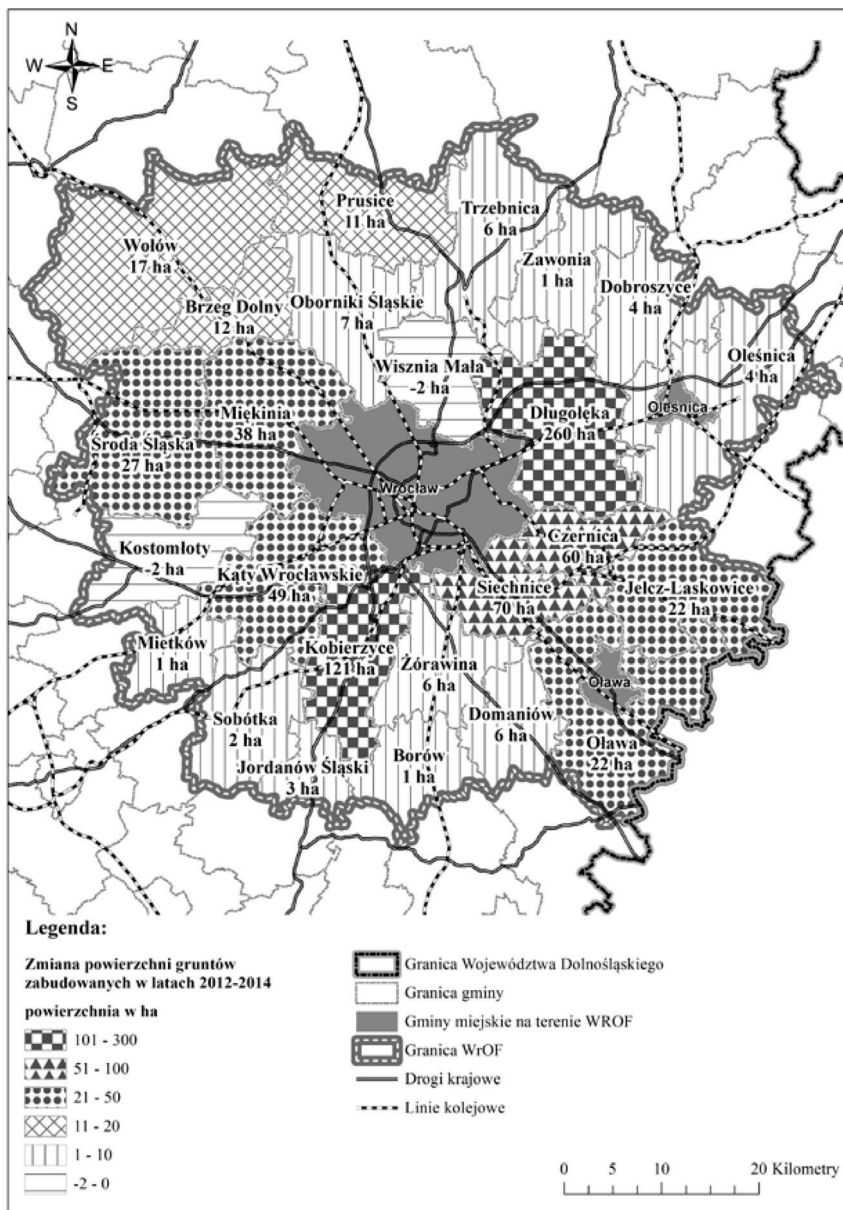 N
W E
S
Prusice
11 ha
Trzebnica
6 ha
Wołów
17 ha
Zawonia
1 ha
Dobroszyce
4 ha
Brzeg Dolny
12 ha
Oborniki Śląskie
7 ha
Oleśnica
4 ha
Wisznia Mała
-2 ha
Długołęka
260 ha
Oleśnica
Miękinia
38 ha
Środa Śląska
27 ha
Wrocław
Kostomłoty
-2 ha
Czernica
60 ha
Kąty Wrocławskie
49 ha
Siechnice
70 ha
Jelcz-Laskowice
22 ha
Mietków
1 ha
Kobierzyce
121 ha
Żórawina
6 ha
Oława
Sobótka
2 ha
Domaniów
6 ha
Oława
22 ha
Jordanów Śląski
3 ha
Borów
1 ha
Legenda:
Zmiana powierzchni gruntów
zabudowanych w latach 2012-2014
powierzchnia w ha
101 - 300
51 - 100
21 - 50
11 - 20
1 - 10
-2 - 0
Granica Województwa Dolnośląskiego
Granica gminy
Gminy miejskie na terenie WROF
Granica WrOF
Drogi krajowe
Linie kolejowe
0 5 10 20 Kilometry